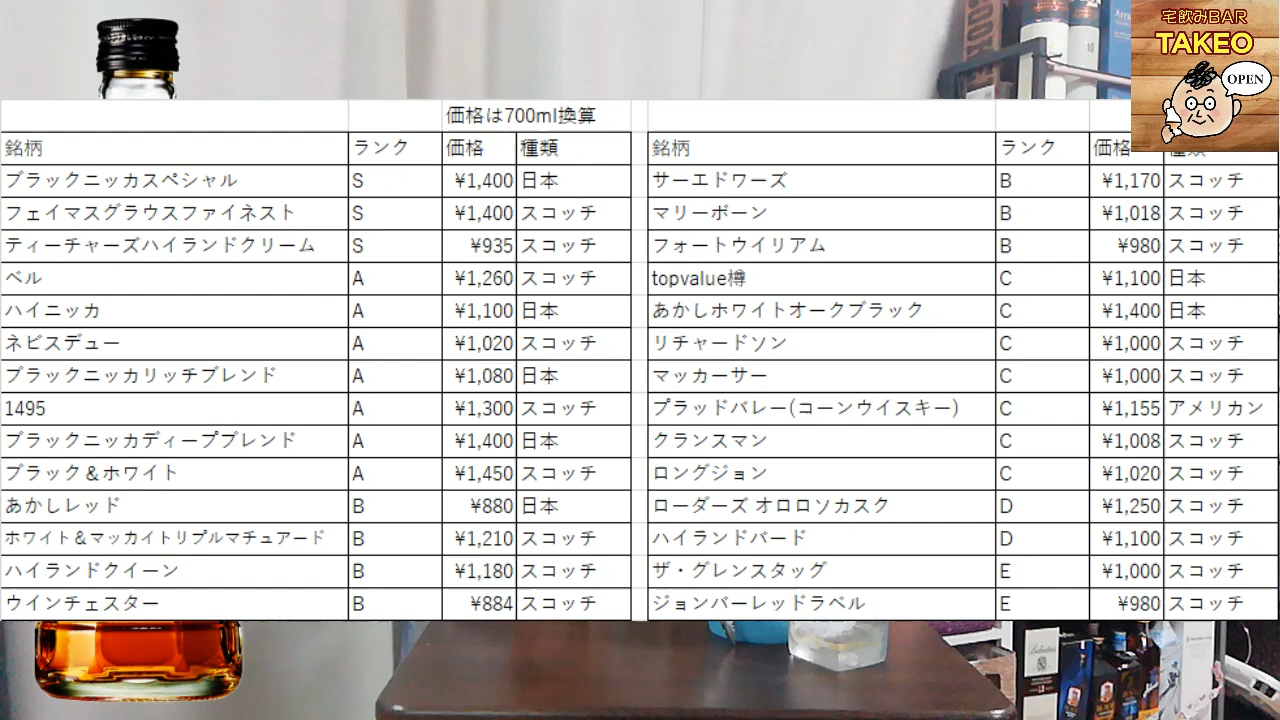 宅飲みBAR
TAKEO
OPEN
価格は700ml換算
銘柄 ランク 価格 種類
ブラックニッカスペシャル S ¥1,400 日本
フェイマスグラウスファイネスト S ¥1,400 スコッチ
ティーチャーズハイランドクリーム S ¥935 スコッチ
ベル A ¥1,260 スコッチ
ハイニッカ A ¥1,100 日本
ネビスデュー A ¥1,020 スコッチ
ブラックニッカリッチブレンド A ¥1,080 日本
1495 A ¥1,300 スコッチ
ブラックニッカディープブレンド A ¥1,400 日本
ブラック&ホワイト A ¥1,450 スコッチ
あかしレッド B ¥880 日本
ホワイト&マッカイトリプルマチュアード B ¥1,210 スコッチ
ハイランドクイーン B ¥1,180 スコッチ
ウインチェスター B ¥884 スコッチ
銘柄 ランク 価格 種類
サーエドワーズ B ¥1,170 スコッチ
マリーボーン B ¥1,018 スコッチ
フォートウイリアム B ¥980 スコッチ
topvalue樽 C ¥1,100 日本
あかしホワイトオークブラック C ¥1,400 日本
リチャードソン C ¥1,000 スコッチ
マッカーサー C ¥1,000 スコッチ
プラッドバレー(コーンウイスキー) C ¥1,155 アメリカン
クランスマン C ¥1,008 スコッチ
ロングジョン C ¥1,020 スコッチ
ローダーズ オロロソカスク D ¥1,250 スコッチ
ハイランドバード D ¥1,100 スコッチ
ザ・グレンスタッグ E ¥1,000 スコッチ
ジョンバーレッドラベル E ¥980 スコッチ